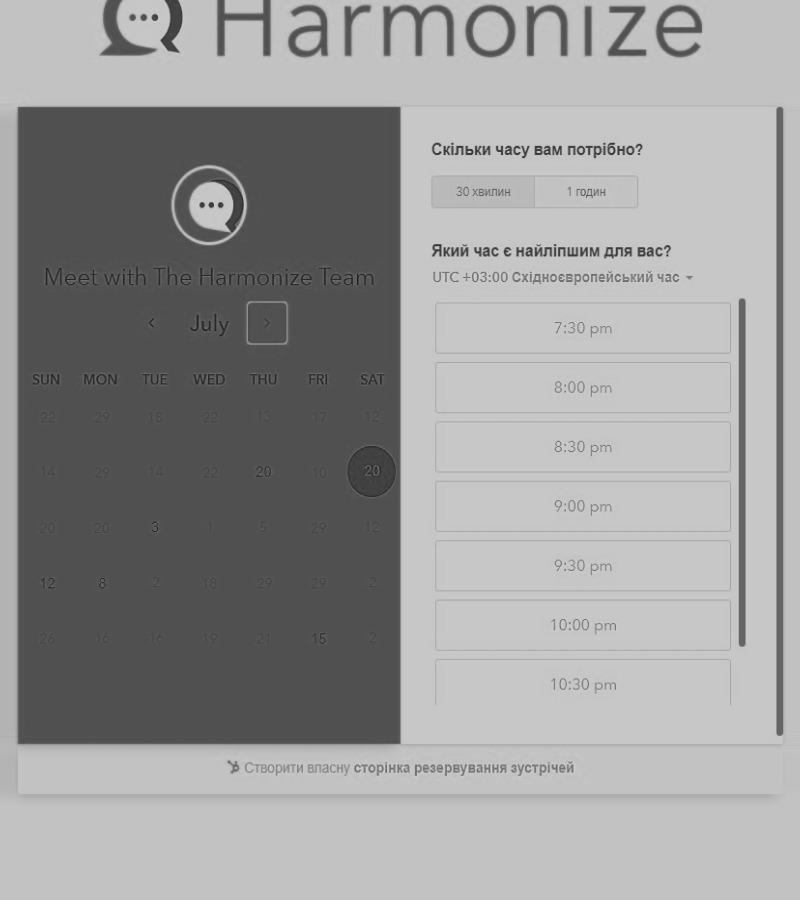 Harmonize
Meet with The Harmonize Team
July
SUN MON TUE WED THU FRI SAT
22 29 18 22 13 17 12
14 29 14 22 20 10 20
20 20 3 1 5 29 12
12 8 2 18 29 29 2
26 16 16 19 21 15 2
Скільки часу вам потрібно?
30 хвилин 1 годин
Який час є найліпшим для вас?
UTC +03:00 Східноєвропейський час
7:30 pm
8:00 pm
8:30 pm
9:00 pm
9:30 pm
10:00 pm
10:30 pm
Створити власну сторінка резервування зустрічей